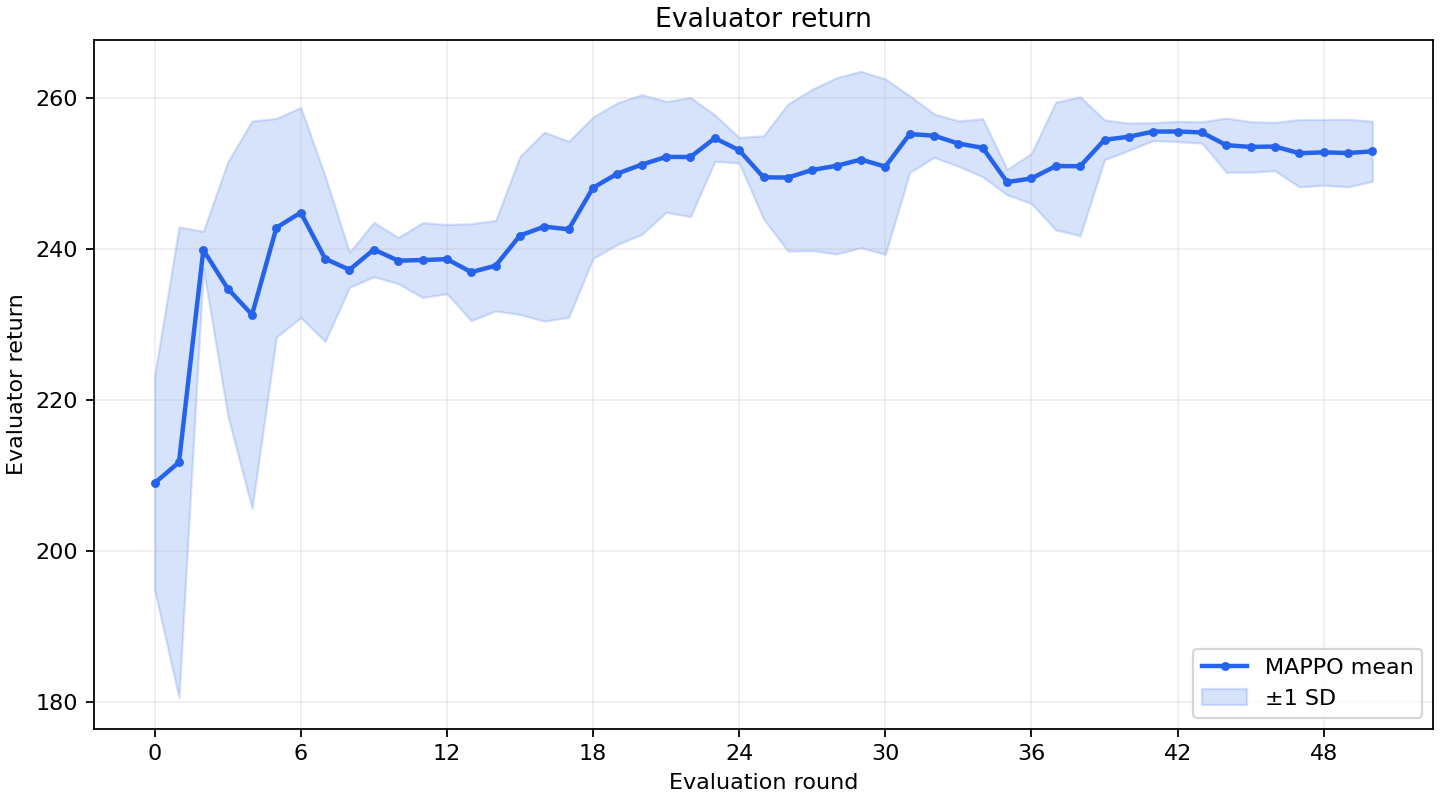 Evaluator return
Evaluator return
260
240
220
200
180
0 6 12 18 24 30 36 42 48
Evaluation round
MAPPO mean
±1 SD